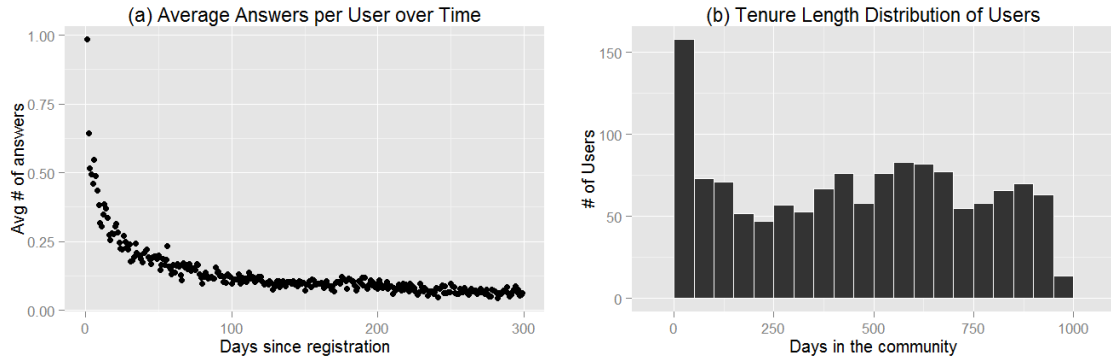 (a) Average Answers per User over Time
Avg # of answers
1.00
0.75
0.50
0.25
0.00
0 100 200 300
Days since registration
(b) Tenure Length Distribution of Users
# of Users
150
100
50
0
0 250 500 750 1000
Days in the community